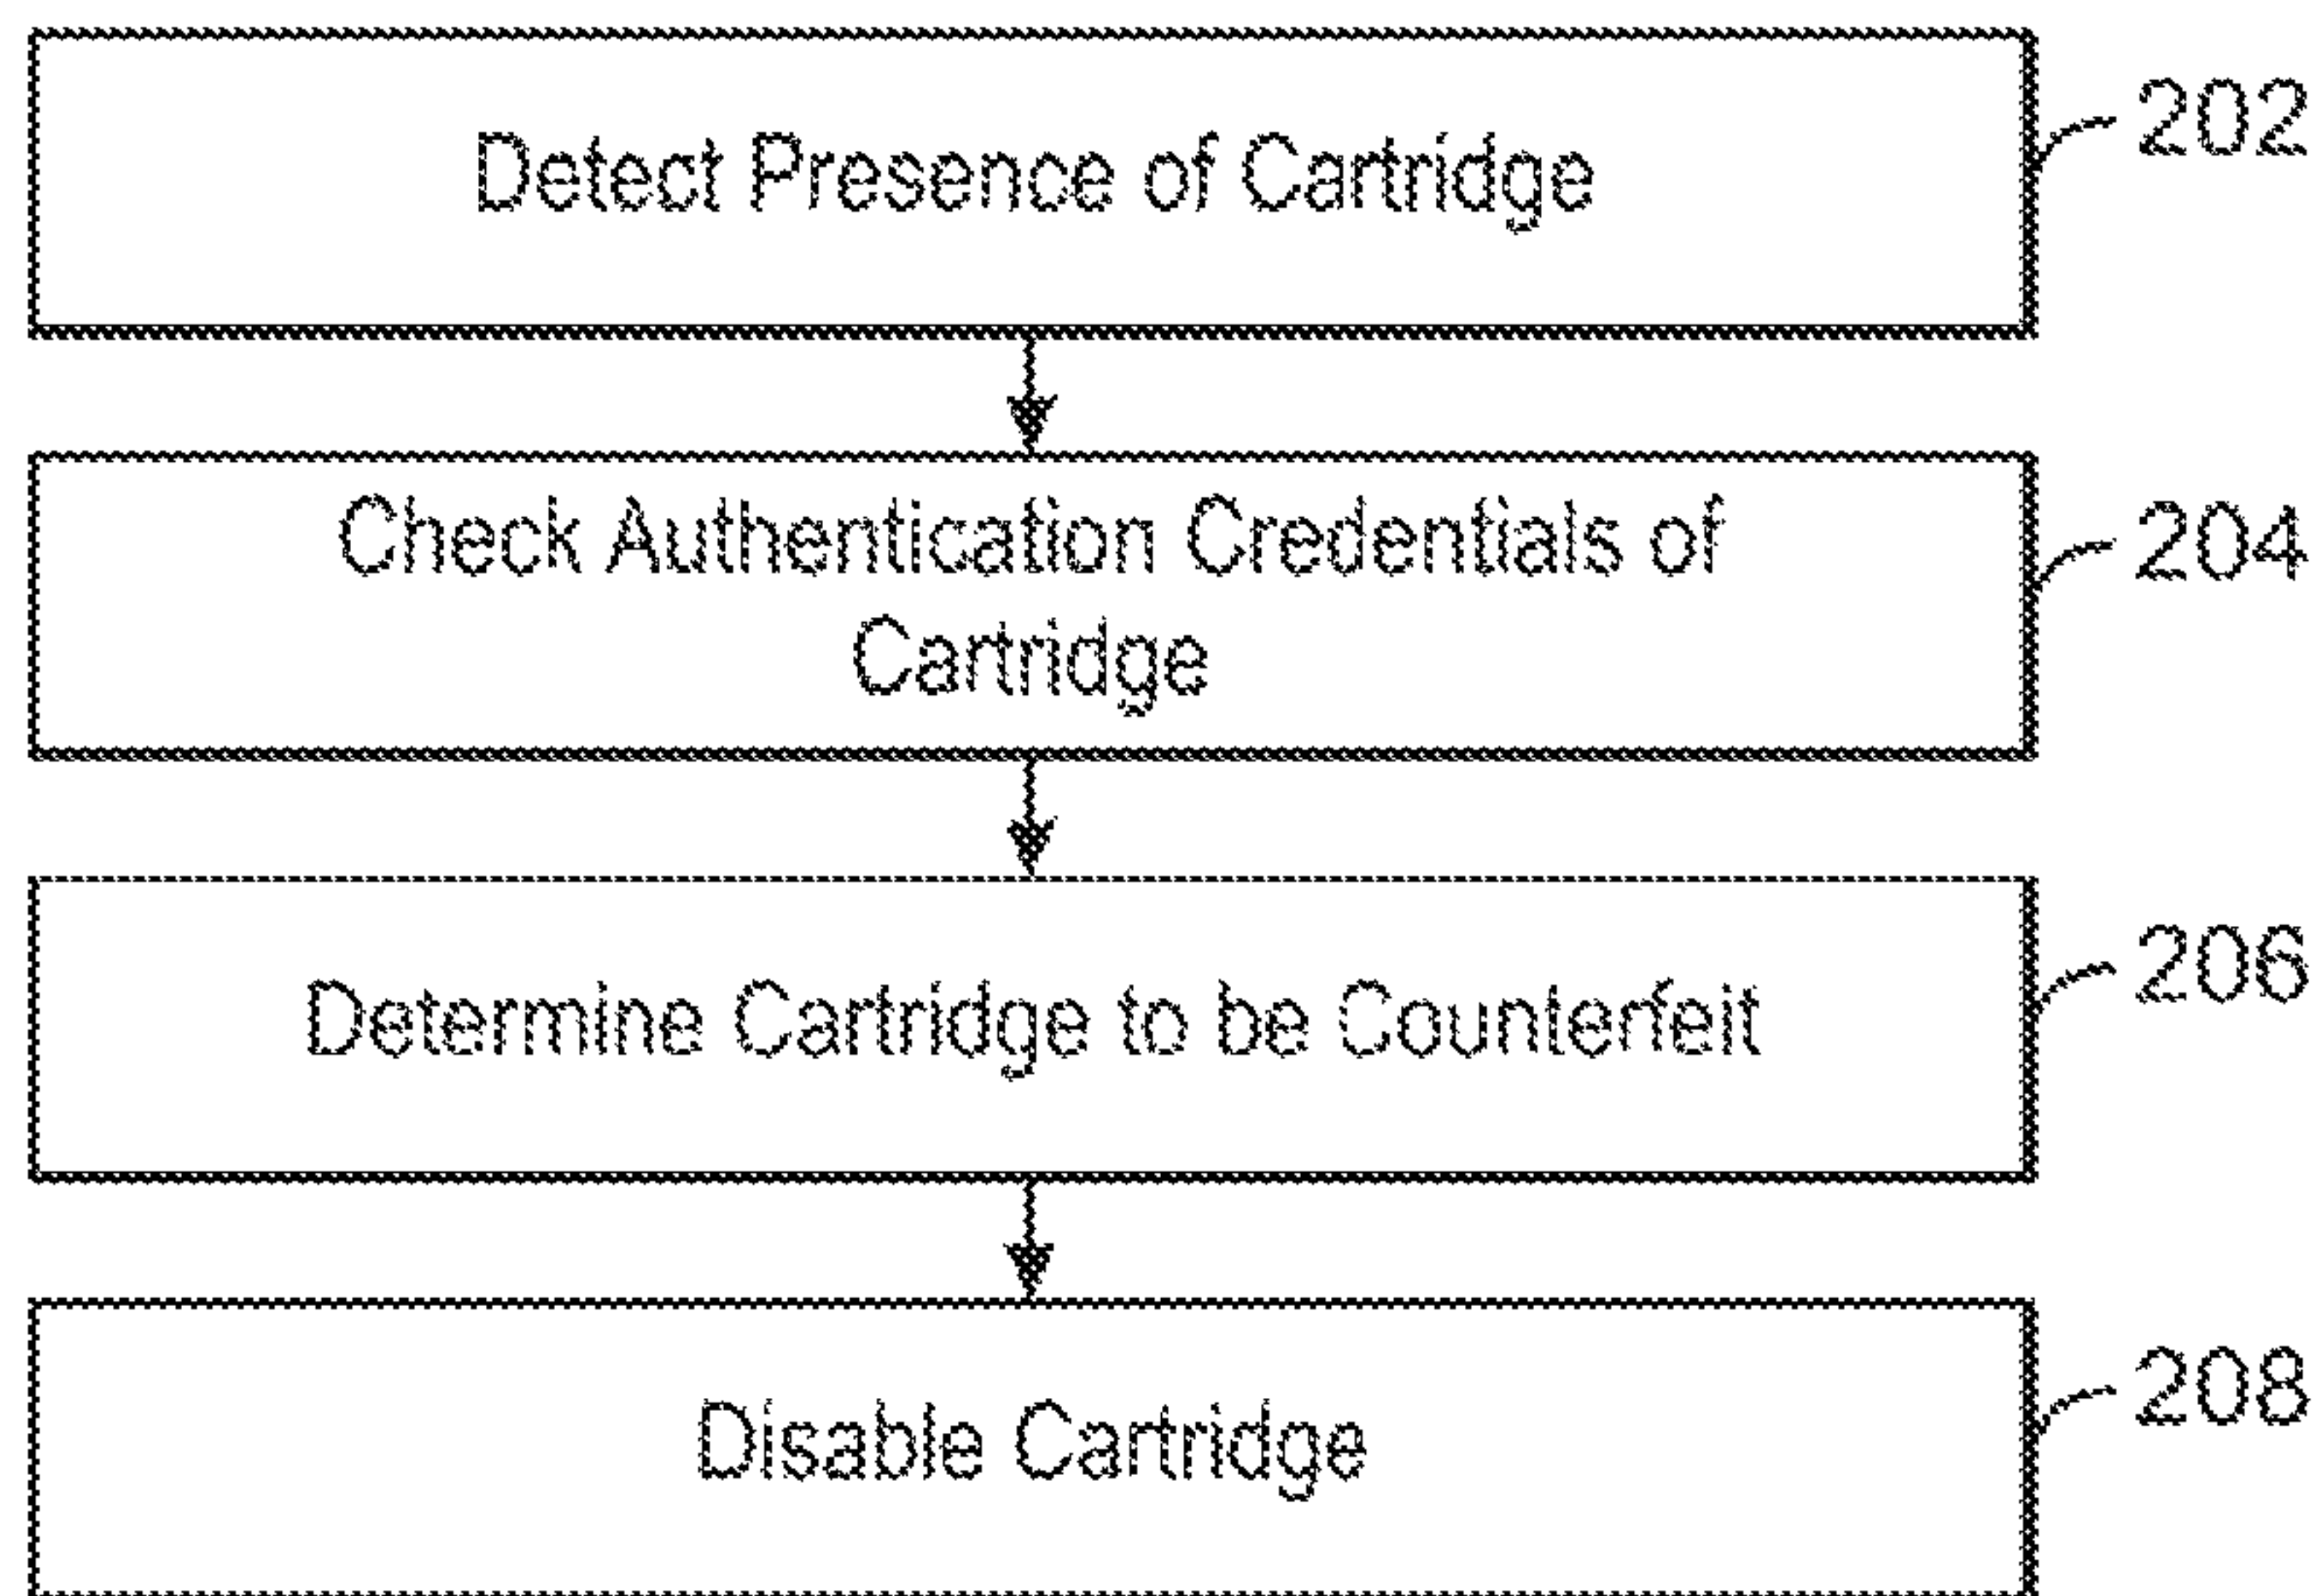 Detect Presence of Cartridge
202
Check Authentication Credentials of
Cartridge
204
Determine Cartridge to be Counterfeit
206
Disable Cartridge
208